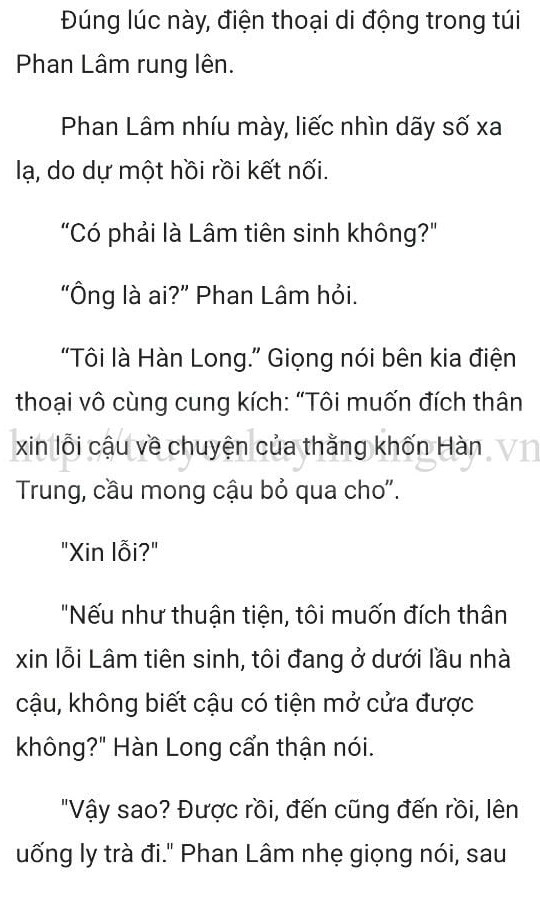 Đúng lúc này, điện thoại di động trong túi
Phan Lâm rung lên.
Phan Lâm nhíu mày, liếc nhìn dãy số xa
lạ, do dự một hồi rồi kết nối.
“Có phải là Lâm tiên sinh không?"
“Ông là ai?” Phan Lâm hỏi.
“Tôi là Hàn Long.” Giọng nói bên kia điện
thoại vô cùng cung kích: “Tôi muốn đích thân
xin lỗi cậu về chuyện của thằng khốn Hàn
Trung, cầu mong cậu bỏ qua cho”.
"Xin lỗi?"
"Nếu như thuận tiện, tôi muốn đích thân
xin lỗi Lâm tiên sinh, tôi đang ở dưới lầu nhà
cậu, không biết cậu có tiện mở cửa được
không?" Hàn Long cẩn thận nói.
"Vậy sao? Được rồi, đến cũng đến rồi, lên
uống ly trà đi." Phan Lâm nhẹ giọng nói, sau